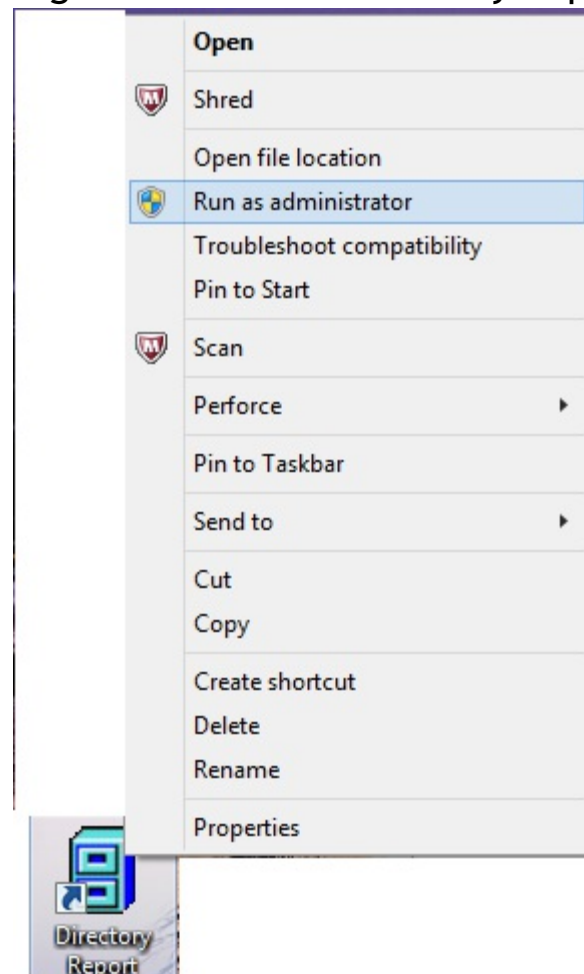 Open
Shred
Open file location
Run as administrator
Troubleshoot compatibility
Pin to Start
Scan
Perforce
Pin to Taskbar
Send to
Cut
Copy
Create shortcut
Delete
Rename
Properties
Directory
Report